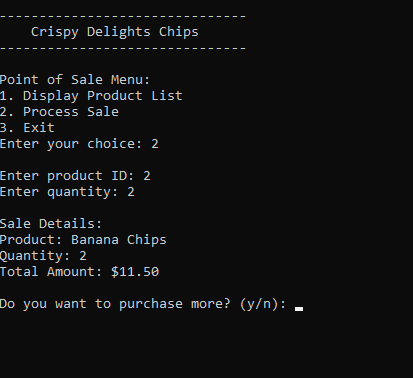 -------------------------------
Crispy Delights Chips
-------------------------------
Point of Sale Menu:
1. Display Product List
2. Process Sale
3. Exit
Enter your choice: 2
Enter product ID: 2
Enter quantity: 2
Sale Details:
Product: Banana Chips
Quantity: 2
Total Amount: $11.50
Do you want to purchase more? (y/n):